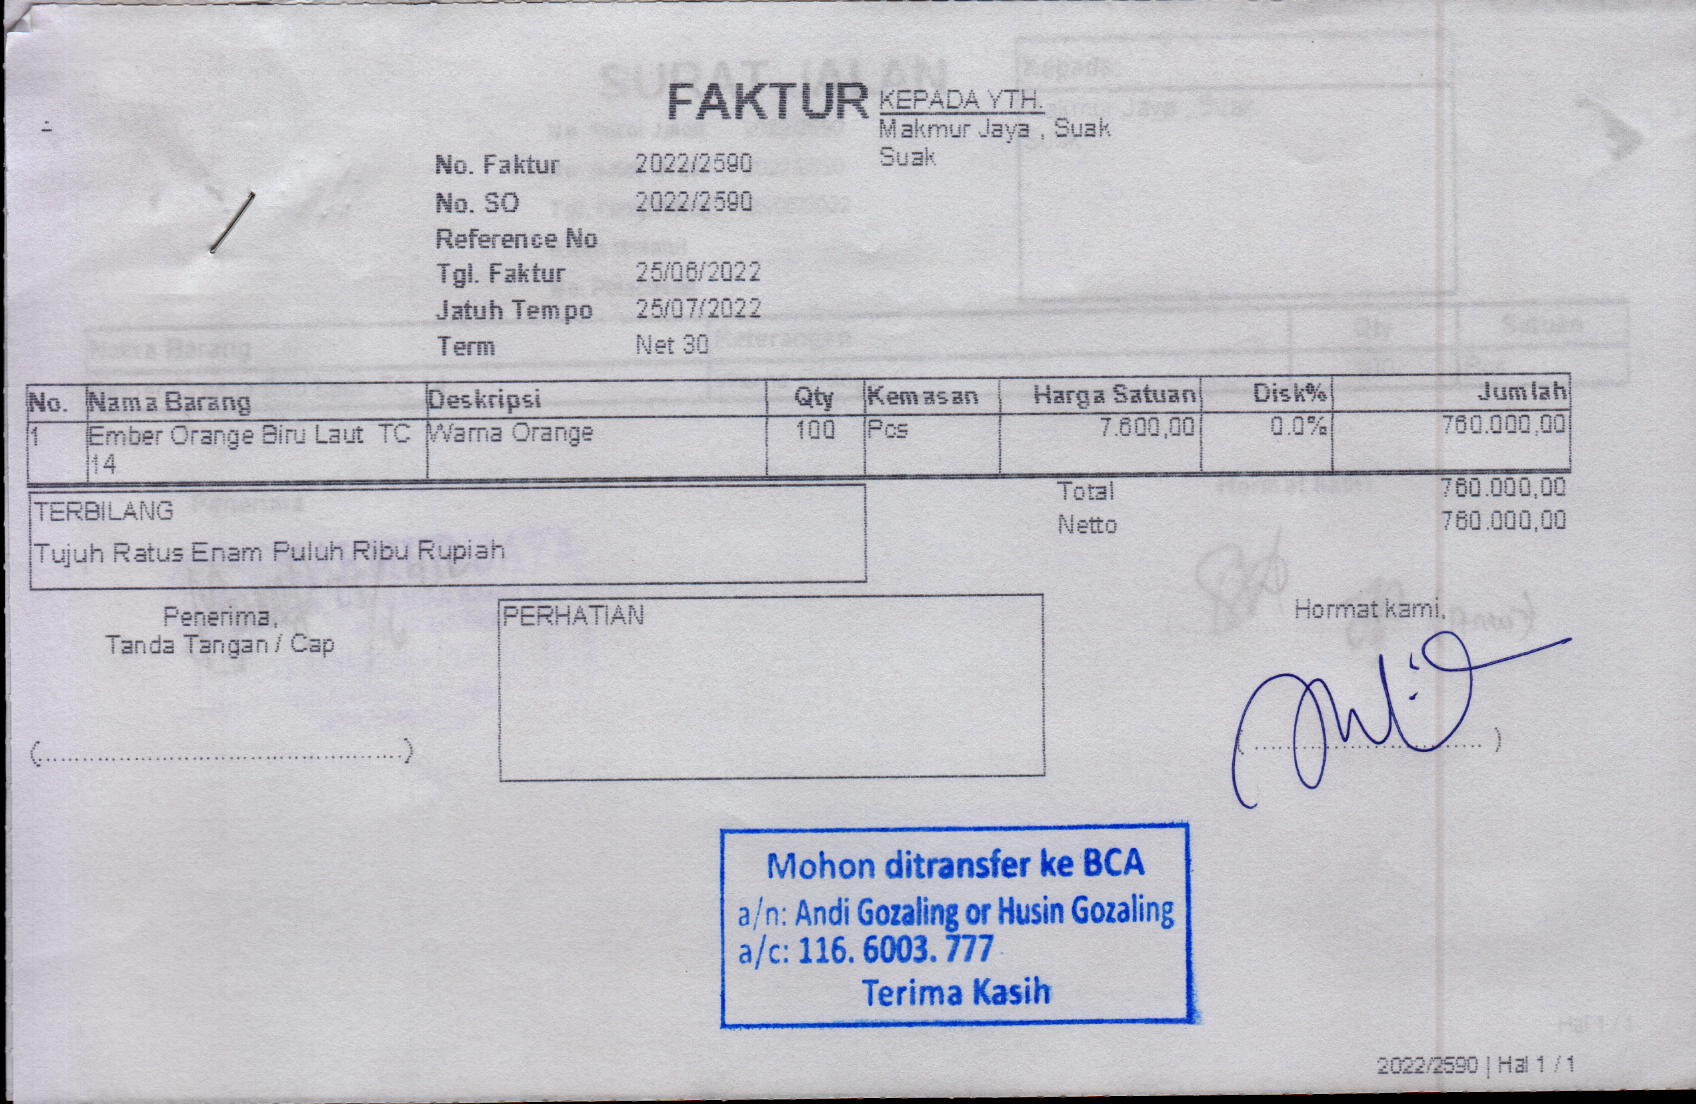 FAKTUR
KEPADA YTH.
Makmur Jaya , Suak
Suak
No. Faktur 2022/2590
No. SO 2022/2590
Reference No
Tgl. Faktur 25/06/2022
Jatuh Tempo 25/07/2022
Term Net 30
No. Nama Barang Deskripsi Qty Kemasan Harga Satuan Disk% Jumlah
1 Ember Orange Biru Laut TC Warna Orange 100 Pcs 7.600,00 0.0% 760.000,00
14
Total 760.000,00
Netto 760.000,00
TERBILANG
Tujuh Ratus Enam Puluh Ribu Rupiah
Penerima,
Tanda Tangan / Cap
PERHATIAN
Hormat kami,
(..................................................)
(................................)
Mohon ditransfer ke BCA
a/n: Andi Gozaling or Husin Gozaling
a/c: 116. 6003. 777
Terima Kasih
2022/2590 | Hal 1 / 1